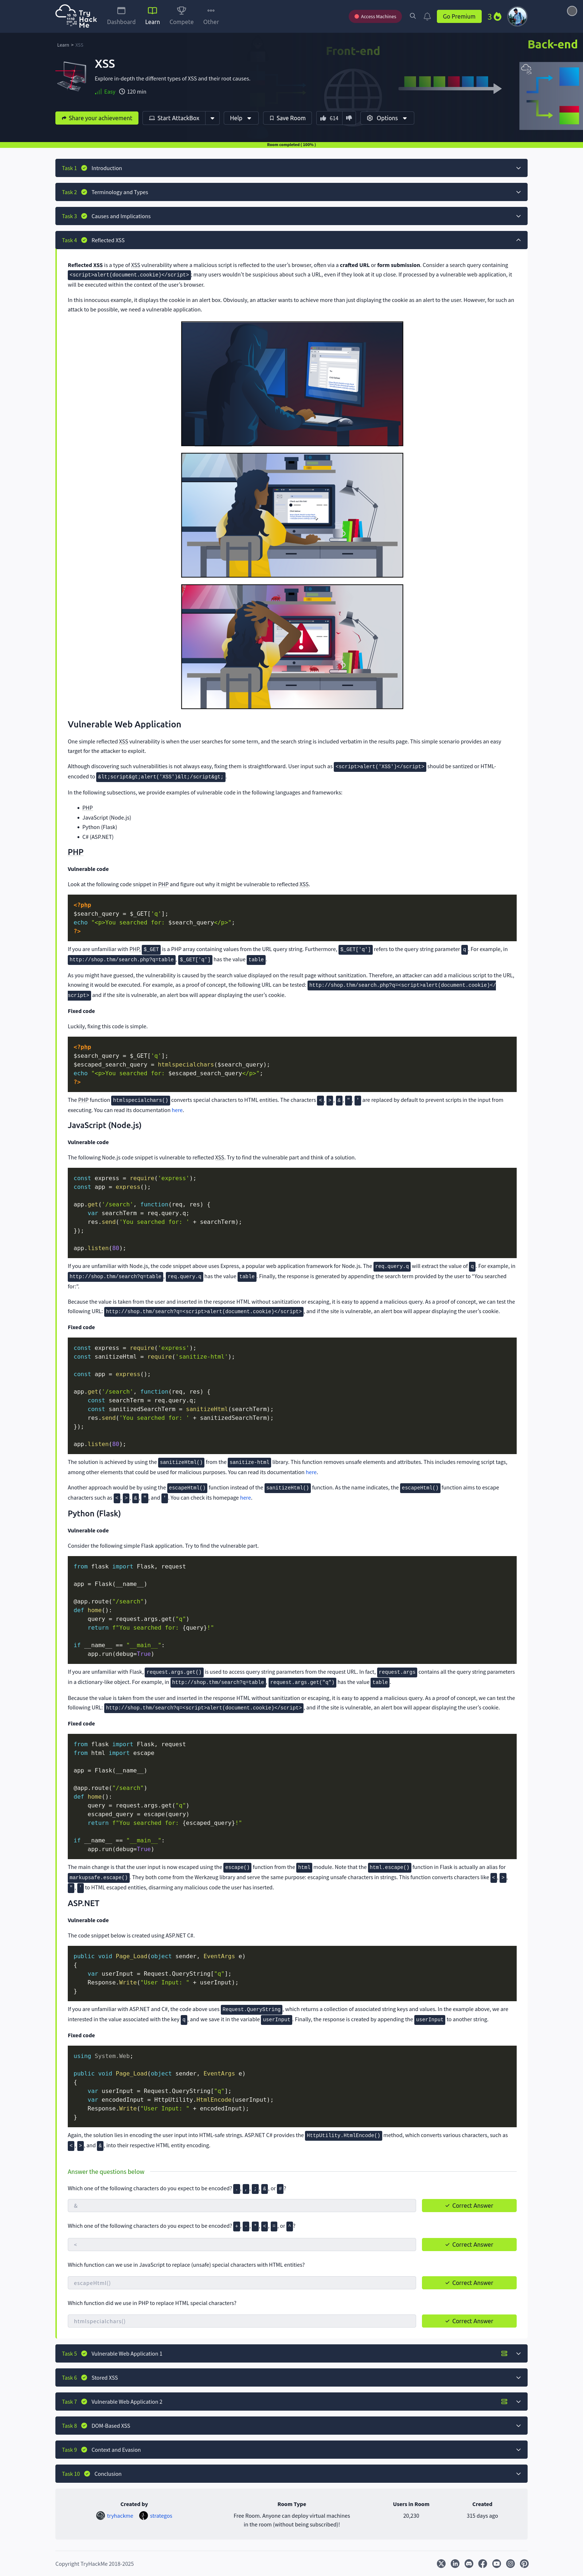 Try
Hack
Me
Dashboard
Learn
Compete
Other
Access Machines
Go Premium
3
Learn > XSS
Front-end
Back-end
XSS
Explore in-depth the different types of XSS and their root causes.
Easy
120 min
Share your achievement
Start AttackBox
Help
Save Room
614
Options
Room completed ( 100% )
Task 1 Introduction
Task 2 Terminology and Types
Task 3 Causes and Implications
Task 4 Reflected XSS
Reflected XSS is a type of XSS vulnerability where a malicious script is reflected to the user's browser, often via a crafted URL or form submission. Consider a search query containing
<script>alert(document.cookie)</script>, many users wouldn't be suspicious about such a URL, even if they look at it up close. If processed by a vulnerable web application, it
will be executed within the context of the user's browser.
In this innocuous example, it displays the cookie in an alert box. Obviously, an attacker wants to achieve more than just displaying the cookie as an alert to the user. However, for such an
attack to be possible, we need a vulnerable application.
Vulnerable Web Application
One simple reflected XSS vulnerability is when the user searches for some term, and the search string is included verbatim in the results page. This simple scenario provides an easy
target for the attacker to exploit.
Although discovering such vulnerabilities is not always easy, fixing them is straightforward. User input such as <script>alert('XSS')</script> should be santized or HTML-
encoded to &lt;script&gt;alert('XSS')&lt;/script&gt;.
In the following subsections, we provide examples of vulnerable code in the following languages and frameworks:
• PHP
• JavaScript (Node.js)
• Python (Flask)
• C# (ASP.NET)
PHP
Vulnerable code
Look at the following code snippet in PHP and figure out why it might be vulnerable to reflected XSS.
<?php
$search_query = $_GET['q'];
echo "<p>You searched for: $search_query</p>";
?>
If you are unfamiliar with PHP, $_GET is a PHP array containing values from the URL query string. Furthermore, $_GET['q'] refers to the query string parameter q. For example, in
http://shop.thm/search.php?q=table, $_GET['q'] has the value table.
As you might have guessed, the vulnerability is caused by the search value displayed on the result page without sanitization. Therefore, an attacker can add a malicious script to the URL,
knowing it would be executed. For example, as a proof of concept, the following URL can be tested: http://shop.thm/search.php?q=<script>alert(document.cookie)</
script> and if the site is vulnerable, an alert box will appear displaying the user's cookie.
Fixed code
Luckily, fixing this code is simple.
<?php
$search_query = $_GET['q'];
$escaped_search_query = htmlspecialchars($search_query);
echo "<p>You searched for: $escaped_search_query</p>";
?>
The PHP function htmlspecialchars() converts special characters to HTML entities. The characters <, >, &, ", ' are replaced by default to prevent scripts in the input from
executing. You can read its documentation here.
JavaScript (Node.js)
Vulnerable code
The following Node.js code snippet is vulnerable to reflected XSS. Try to find the vulnerable part and think of a solution.
const express = require('express');
const app = express();
app.get('/search', function(req, res) {
var searchTerm = req.query.q;
res.send('You searched for: ' + searchTerm);
});
app.listen(80);
If you are unfamiliar with Node.js, the code snippet above uses Express, a popular web application framework for Node.js. The req.query.q will extract the value of q. For example, in
http://shop.thm/search?q=table, req.query.q has the value table. Finally, the response is generated by appending the search term provided by the user to "You searched
for:".
Because the value is taken from the user and inserted in the response HTML without sanitization or escaping, it is easy to append a malicious query. As a proof of concept, we can test the
following URL: http://shop.thm/search?q=<script>alert(document.cookie)</script>, and if the site is vulnerable, an alert box will appear displaying the user's cookie.
Fixed code
const express = require('express');
const sanitizeHtml = require('sanitize-html');
const app = express();
app.get('/search', function(req, res) {
const searchTerm = req.query.q;
const sanitizedSearchTerm = sanitizeHtml(searchTerm);
res.send('You searched for: ' + sanitizedSearchTerm);
});
app.listen(80);
The solution is achieved by using the sanitizeHtml() from the sanitize-html library. This function removes unsafe elements and attributes. This includes removing script tags,
among other elements that could be used for malicious purposes. You can read its documentation here.
Another approach would be by using the escapeHtml() function instead of the sanitizeHtml() function. As the name indicates, the escapeHtml() function aims to escape
characters such as <, >, &, ", and '. You can check its homepage here.
Python (Flask)
Vulnerable code
Consider the following simple Flask application. Try to find the vulnerable part.
from flask import Flask, request
app = Flask(__name__)
@app.route("/search")
def home():
query = request.args.get("q")
return f"You searched for: {query}!"
if __name__ == "__main__":
app.run(debug=True)
If you are unfamiliar with Flask, request.args.get() is used to access query string parameters from the request URL. In fact, request.args contains all the query string parameters
in a dictionary-like object. For example, in http://shop.thm/search?q=table, request.args.get("q") has the value table.
Because the value is taken from the user and inserted in the response HTML without sanitization or escaping, it is easy to append a malicious query. As a proof of concept, we can test the
following URL: http://shop.thm/search?q=<script>alert(document.cookie)</script>, and if the site is vulnerable, an alert box will appear displaying the user's cookie.
Fixed code
from flask import Flask, request
from html import escape
app = Flask(__name__)
@app.route("/search")
def home():
query = request.args.get("q")
escaped_query = escape(query)
return f"You searched for: {escaped_query}!"
if __name__ == "__main__":
app.run(debug=True)
The main change is that the user input is now escaped using the escape() function from the html module. Note that the html.escape() function in Flask is actually an alias for
markupsafe.escape(). They both come from the Werkzeug library and serve the same purpose: escaping unsafe characters in strings. This function converts characters like <, >,
", ' to HTML escaped entities, disarming any malicious code the user has inserted.
ASP.NET
Vulnerable code
The code snippet below is created using ASP.NET C#.
public void Page_Load(object sender, EventArgs e)
{
var userInput = Request.QueryString["q"];
Response.Write("User Input: " + userInput);
}
If you are unfamiliar with ASP.NET and C#, the code above uses Request.QueryString, which returns a collection of associated string keys and values. In the example above, we are
interested in the value associated with the key q, and we save it in the variable userInput. Finally, the response is created by appending the userInput to another string.
Fixed code
using System.Web;
public void Page_Load(object sender, EventArgs e)
{
var userInput = Request.QueryString["q"];
var encodedInput = HttpUtility.HtmlEncode(userInput);
Response.Write("User Input: " + encodedInput);
}
Again, the solution lies in encoding the user input into HTML-safe strings. ASP.NET C# provides the HttpUtility.HtmlEncode() method, which converts various characters, such as
<, >, and &, into their respective HTML entity encoding.
Answer the questions below
Which one of the following characters do you expect to be encoded? ., ,, ;, &, or #?
&
Correct Answer
Which one of the following characters do you expect to be encoded? +, -, *, <, =, or ^?
<
Correct Answer
Which function can we use in JavaScript to replace (unsafe) special characters with HTML entities?
escapeHtml()
Correct Answer
Which function did we use in PHP to replace HTML special characters?
htmlspecialchars()
Correct Answer
Task 5 Vulnerable Web Application 1
Task 6 Stored XSS
Task 7 Vulnerable Web Application 2
Task 8 DOM-Based XSS
Task 9 Context and Evasion
Task 10 Conclusion
Created by
tryhackme
strategos
Room Type
Free Room. Anyone can deploy virtual machines
in the room (without being subscribed)!
Users in Room
20,230
Created
315 days ago
Copyright TryHackMe 2018-2025